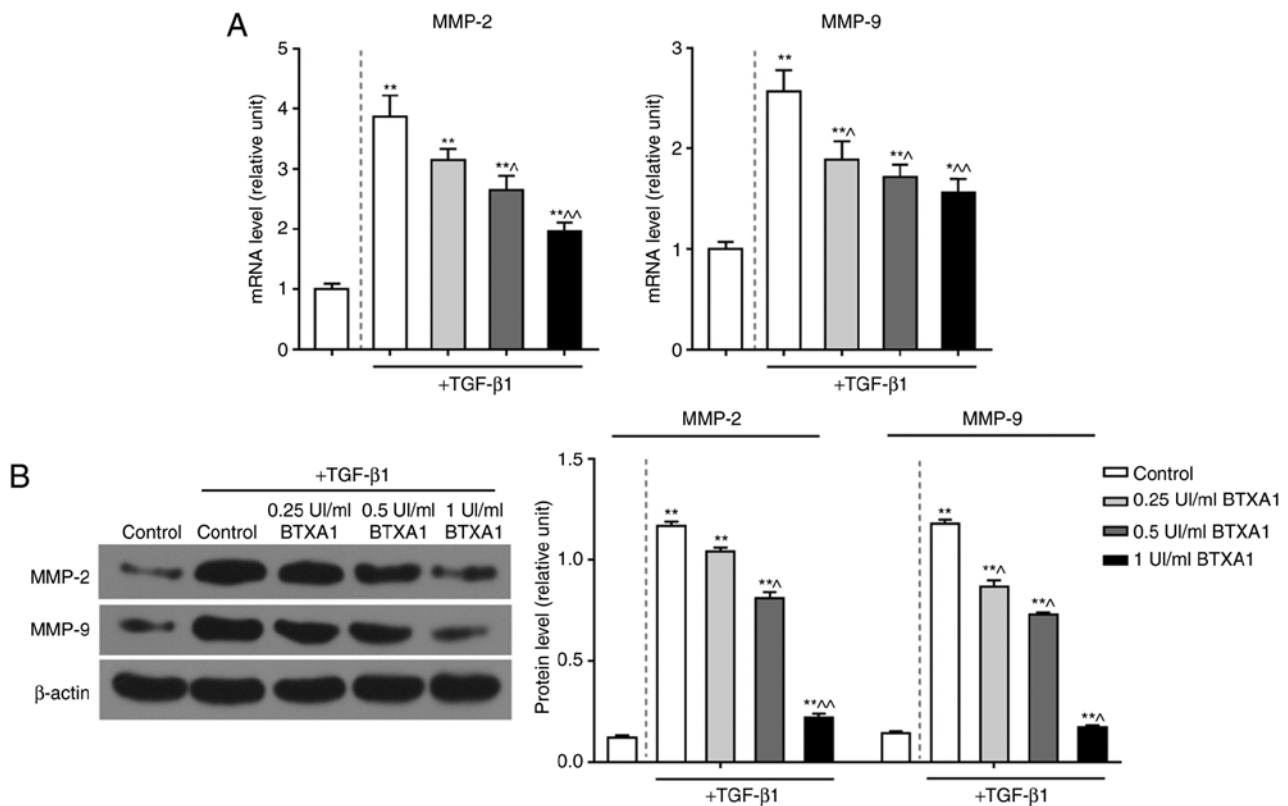 A
MMP-2
MMP-9
mRNA level (relative unit)
5
4
3
2
1
0
**
**
**^
**^^
+TGF-β1
mRNA level (relative unit)
3
2
1
0
**
**^
**^
*^^
+TGF-β1
B
+TGF-β1
Control
Control
0.25 UI/ml
BTXA1
0.5 UI/ml
BTXA1
1 UI/ml
BTXA1
MMP-2
MMP-9
β-actin
MMP-2
MMP-9
Protein level (relative unit)
1.5
1.0
0.5
0.0
**
**
**^
**^^
**
**^
**^
**^
+TGF-β1
+TGF-β1
Control
0.25 UI/ml BTXA1
0.5 UI/ml BTXA1
1 UI/ml BTXA1